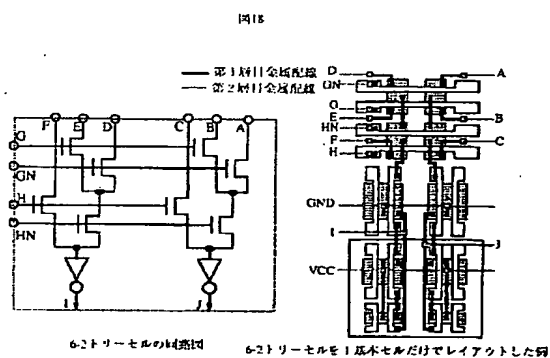 図18
第1層目金属配線
第2層目金属配線
F E D C B A
G
GN
H
HN
I J
6-2トリーセルの回路図
D A
GN
G
E B
HN
F C
H
GND
I
J
VCC
6-2トリーセルを1基本セルだけでレイアウトした例